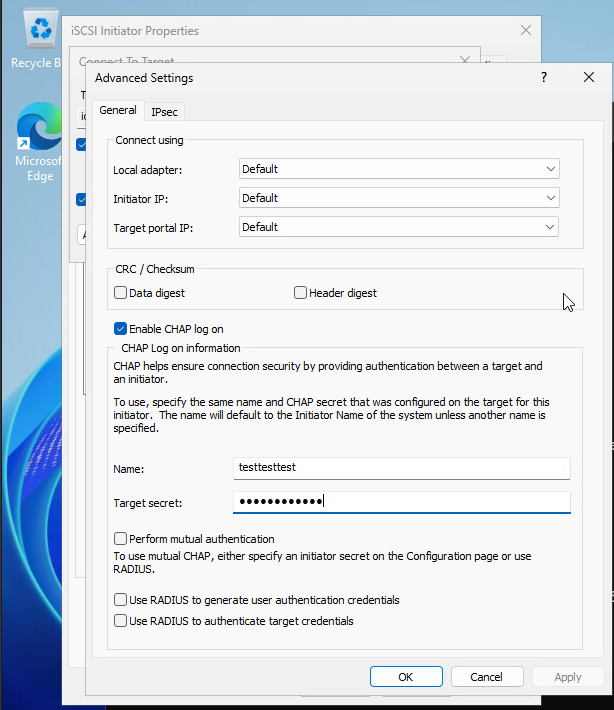 iSCSI Initiator Properties
Recycle
Connect To Target
Advanced Settings
?
General
IPsec
Microsof
Edge
Connect using
Local adapter:
Default
Initiator IP:
Default
Target portal IP:
Default
CRC / Checksum
Data digest
Header digest
Enable CHAP log on
CHAP Log on information
CHAP helps ensure connection security by providing authentication between a target and
an initiator.
To use, specify the same name and CHAP secret that was configured on the target for this
initiator. The name will default to the Initiator Name of the system unless another name is
specified.
Name:
testtesttest
Target secret:
●●●●●●●●●●●●
Perform mutual authentication
To use mutual CHAP, either specify an initiator secret on the Configuration page or use
RADIUS.
Use RADIUS to generate user authentication credentials
Use RADIUS to authenticate target credentials
OK
Cancel
Apply